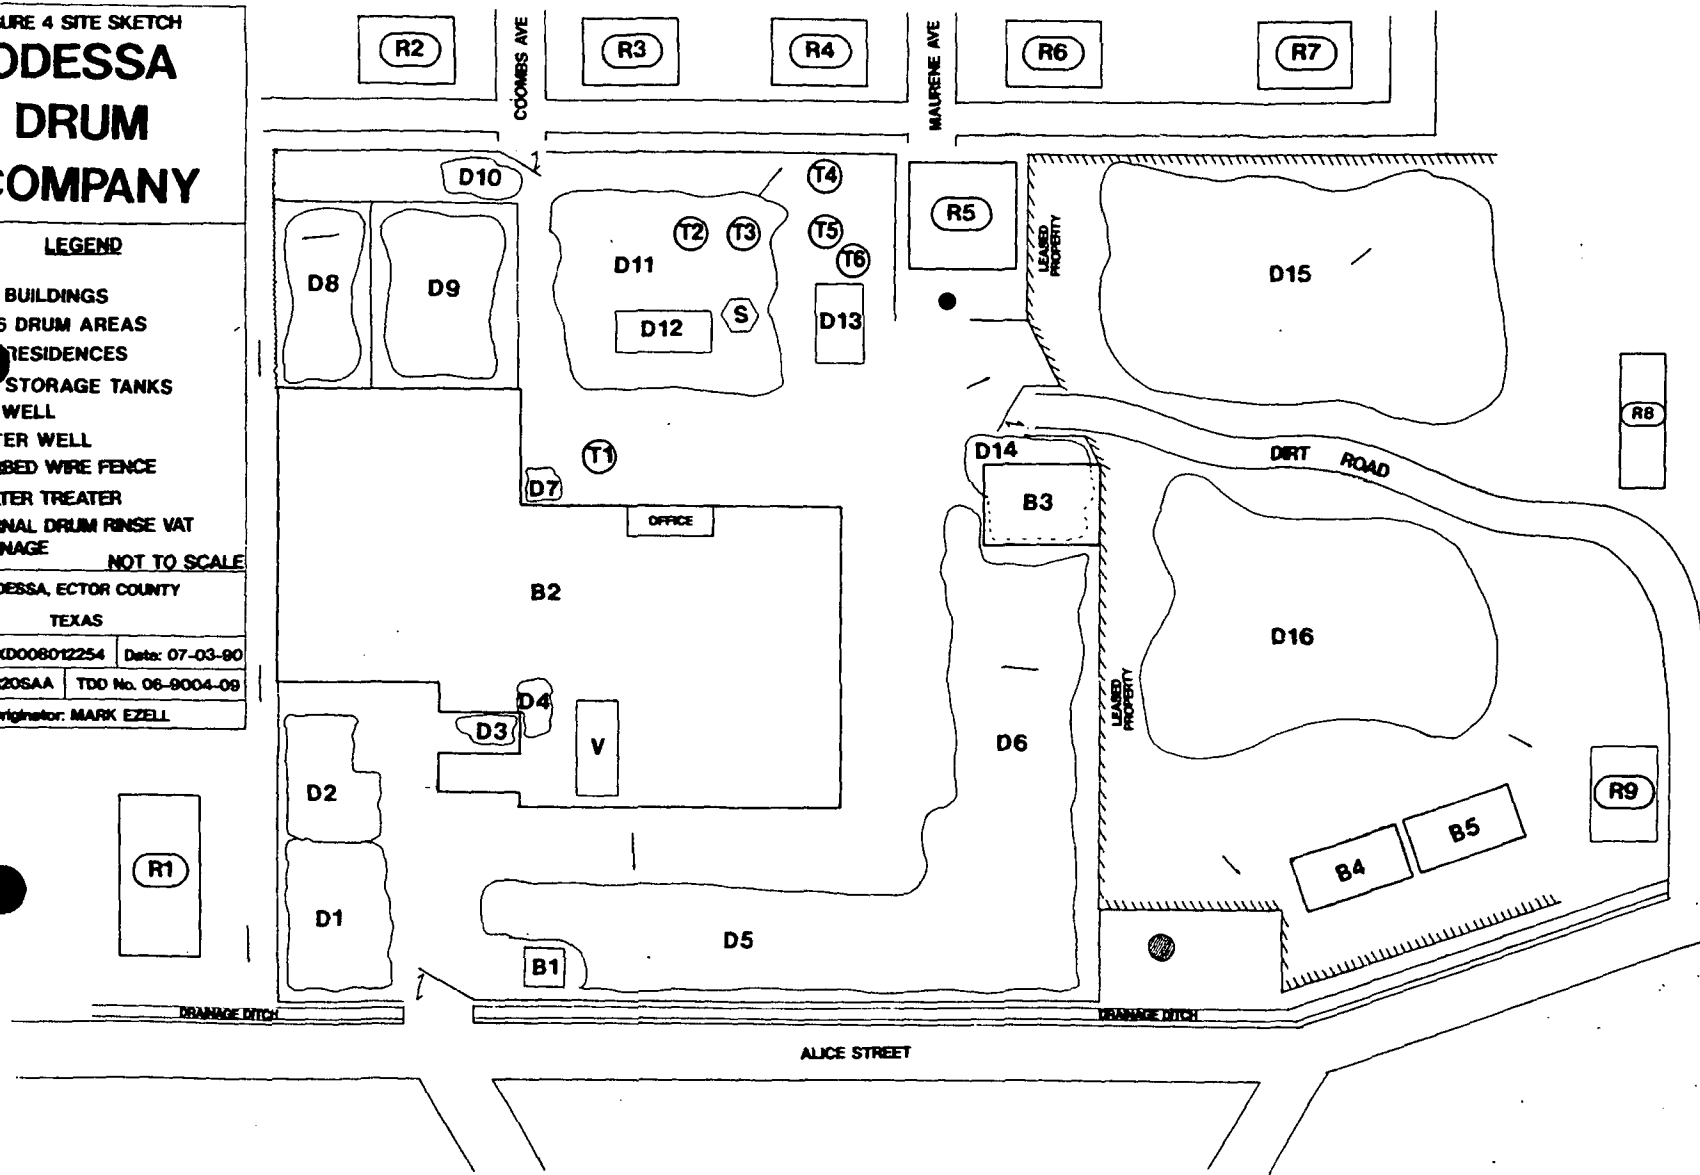 URE 4 SITE SKETCH
ODESSA
DRUM
COMPANY
LEGEND
BUILDINGS
6 DRUM AREAS
RESIDENCES
STORAGE TANKS
WELL
TER WELL
RBED WIRE FENCE
TER TREATER
RNAL DRUM RINSE VAT
NAGE
NOT TO SCALE
DESSA, ECTOR COUNTY
TEXAS
XD008012254
Date: 07-03-90
20SAA
TDD No. 06-9004-09
riginator: MARK EZELL
R2
COOMBS AVE
R3
R4
MAURENE AVE
R6
R7
D10
T4
R5
T2
T3
T5
T6
D11
D8
D9
D12
S
D13
LEASED
PROPERTY
D15
R8
T1
D7
D14
DIRT ROAD
B3
OFFICE
B2
D16
D4
D3
V
D6
LEASED
PROPERTY
D2
R9
B5
B4
R1
D1
D5
B1
DRAINAGE DITCH
DRAINAGE DITCH
ALICE STREET